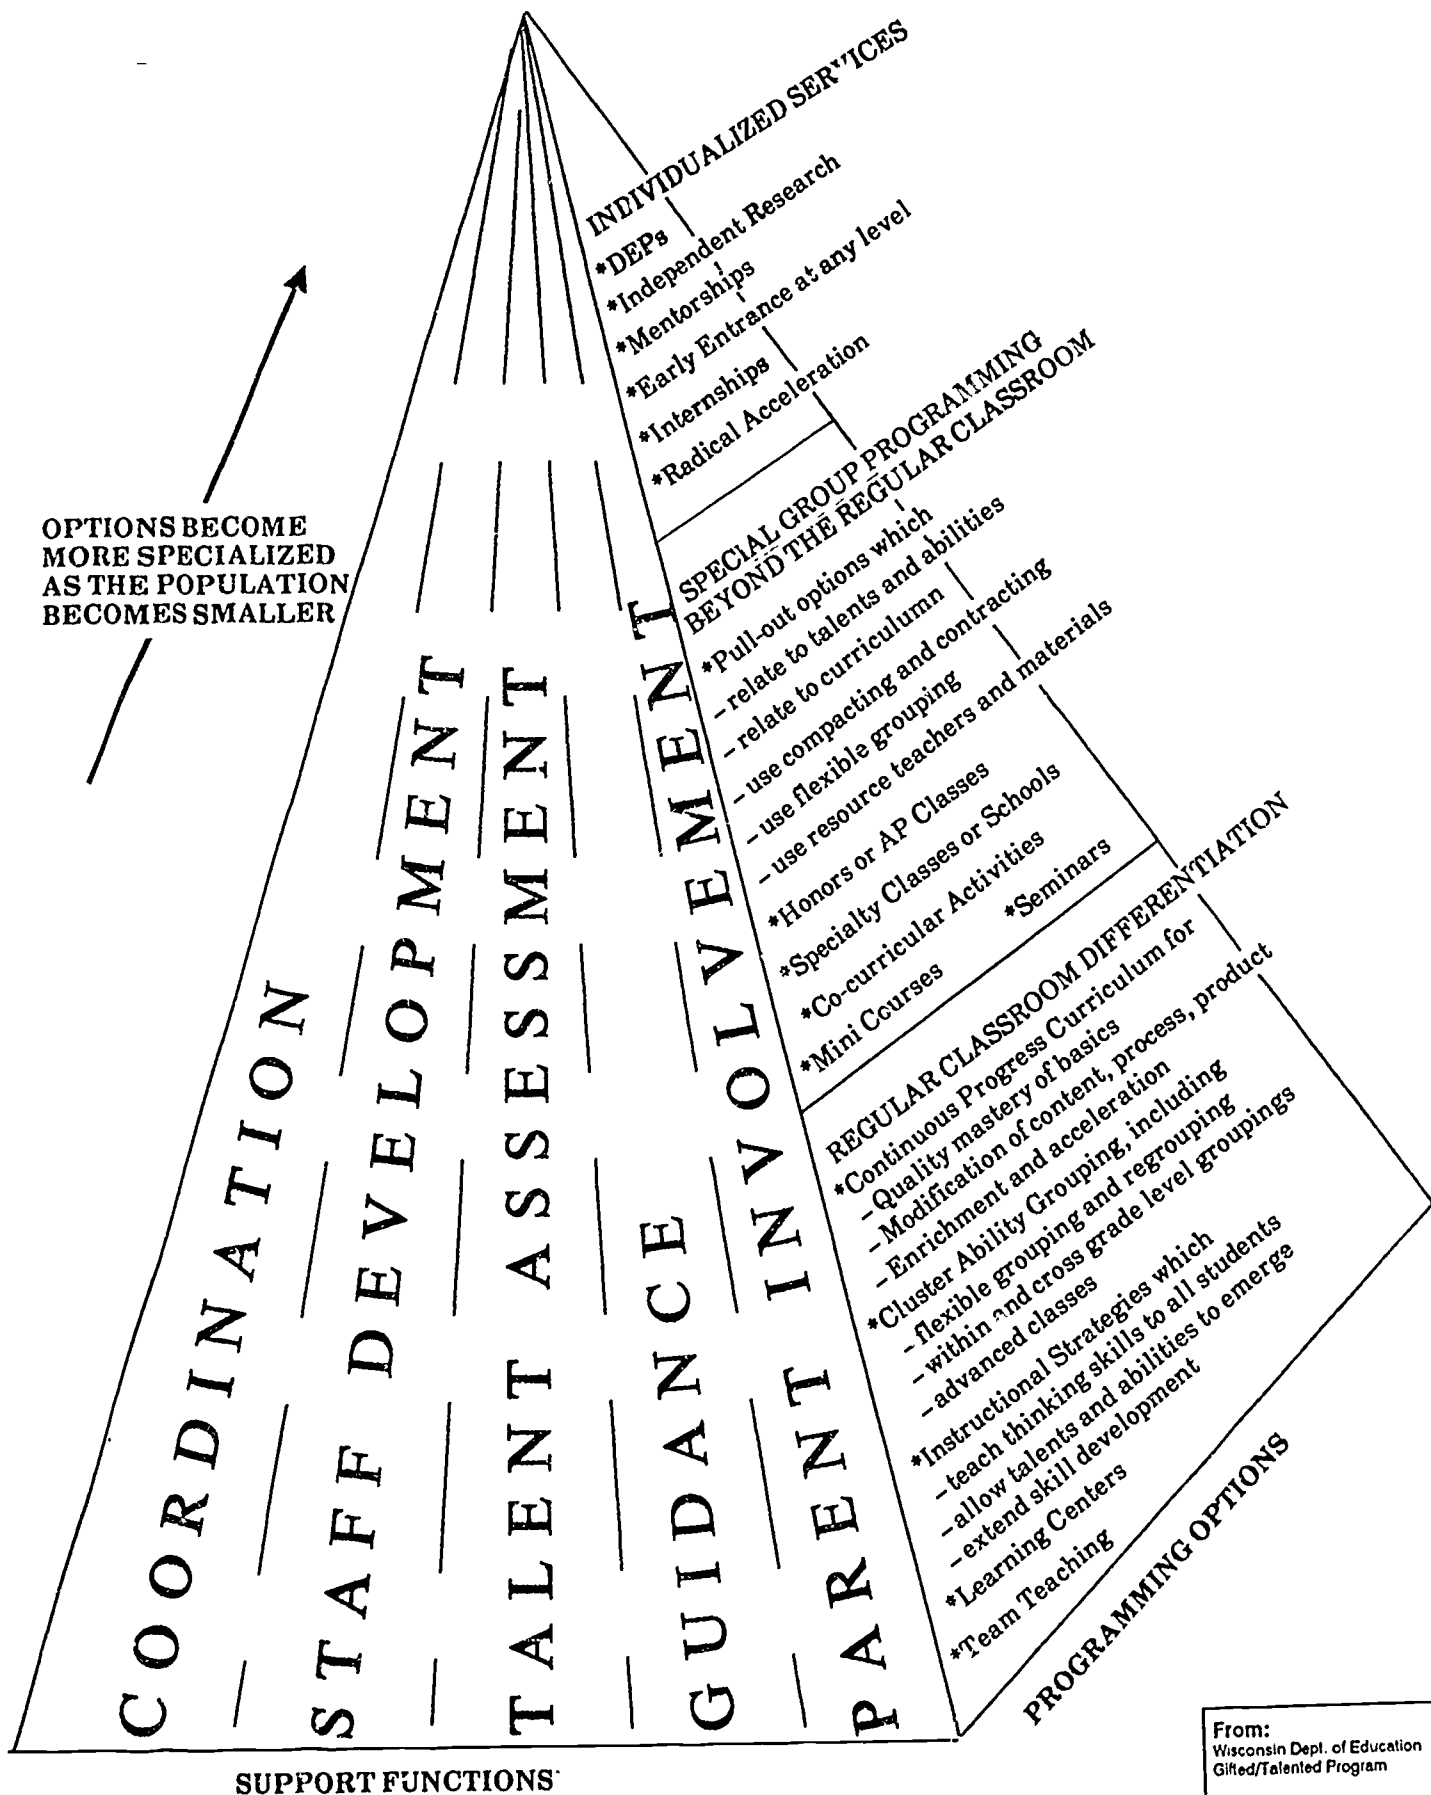 INDIVIDUALIZED SERVICES
*DEPs
*Independent Research
*Mentorships
*Early Entrance at any level
*Internships
*Radical Acceleration
SPECIAL GROUP PROGRAMMING
BEYOND THE REGULAR CLASSROOM
*Pull-out options which
– relate to talents and abilities
– relate to curriculumn
– use compacting and contracting
– use flexible grouping
– use resource teachers and materials
*Honors or AP Classes
*Specialty Classes or Schools
*Co-curricular Activities
*Seminars
*Mini Courses
REGULAR CLASSROOM DIFFERENTIATION
*Continuous Progress Curriculum for
– Quality mastery of basics
– Modification of content, process, product
– Enrichment and acceleration
*Cluster Ability Grouping, including
– flexible grouping and regrouping
– within and cross grade level groupings
– advanced classes
*Instructional Strategies which
– teach thinking skills to all students
– allow talents and abilities to emerge
– extend skill development
*Learning Centers
*Team Teaching
PROGRAMMING OPTIONS
OPTIONS BECOME
MORE SPECIALIZED
AS THE POPULATION
BECOMES SMALLER
COORDINATION
STAFF DEVELOPMENT
TALENT ASSESSMENT
GUIDANCE
PARENT INVOLVEMENT
SUPPORT FUNCTIONS
From:
Wisconsin Dept. of Education
Gifted/Talented Program